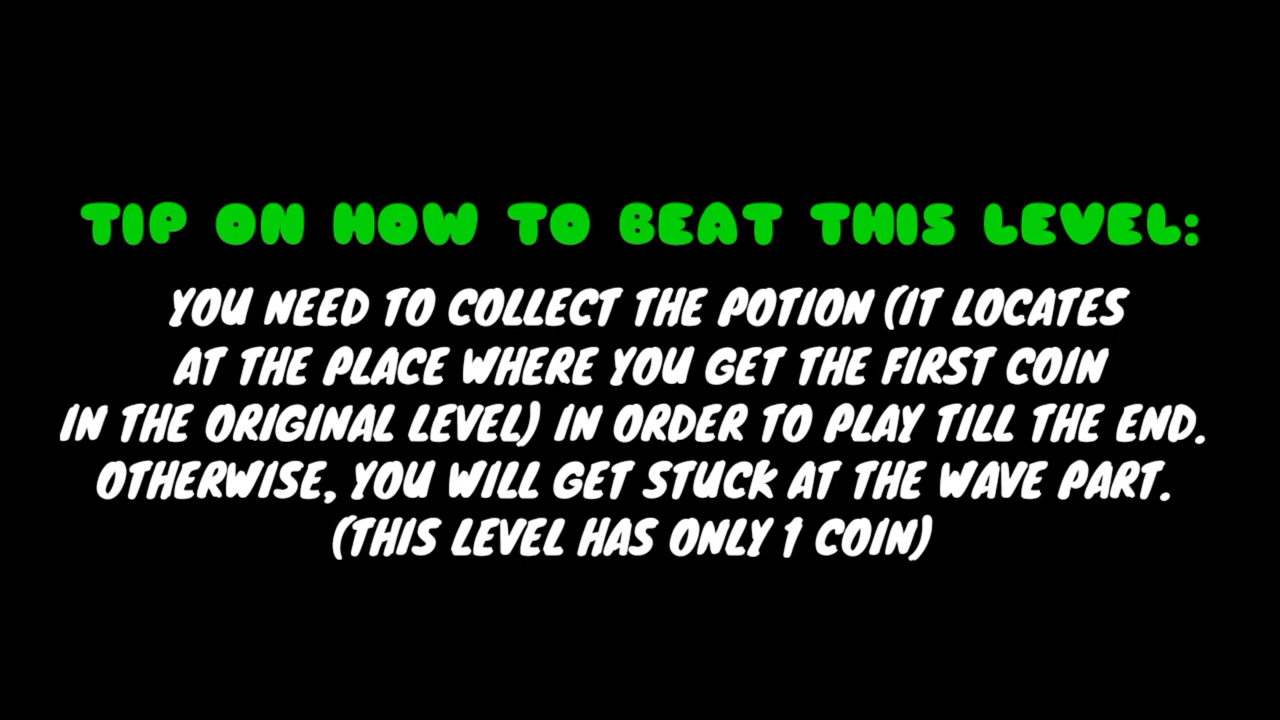 TIP ON HOW TO BEAT THIS LEVEL:
YOU NEED TO COLLECT THE POTION (IT LOCATES
AT THE PLACE WHERE YOU GET THE FIRST COIN
IN THE ORIGINAL LEVEL) IN ORDER TO PLAY TILL THE END.
OTHERWISE, YOU WILL GET STUCK AT THE WAVE PART.
(THIS LEVEL HAS ONLY 1 COIN)